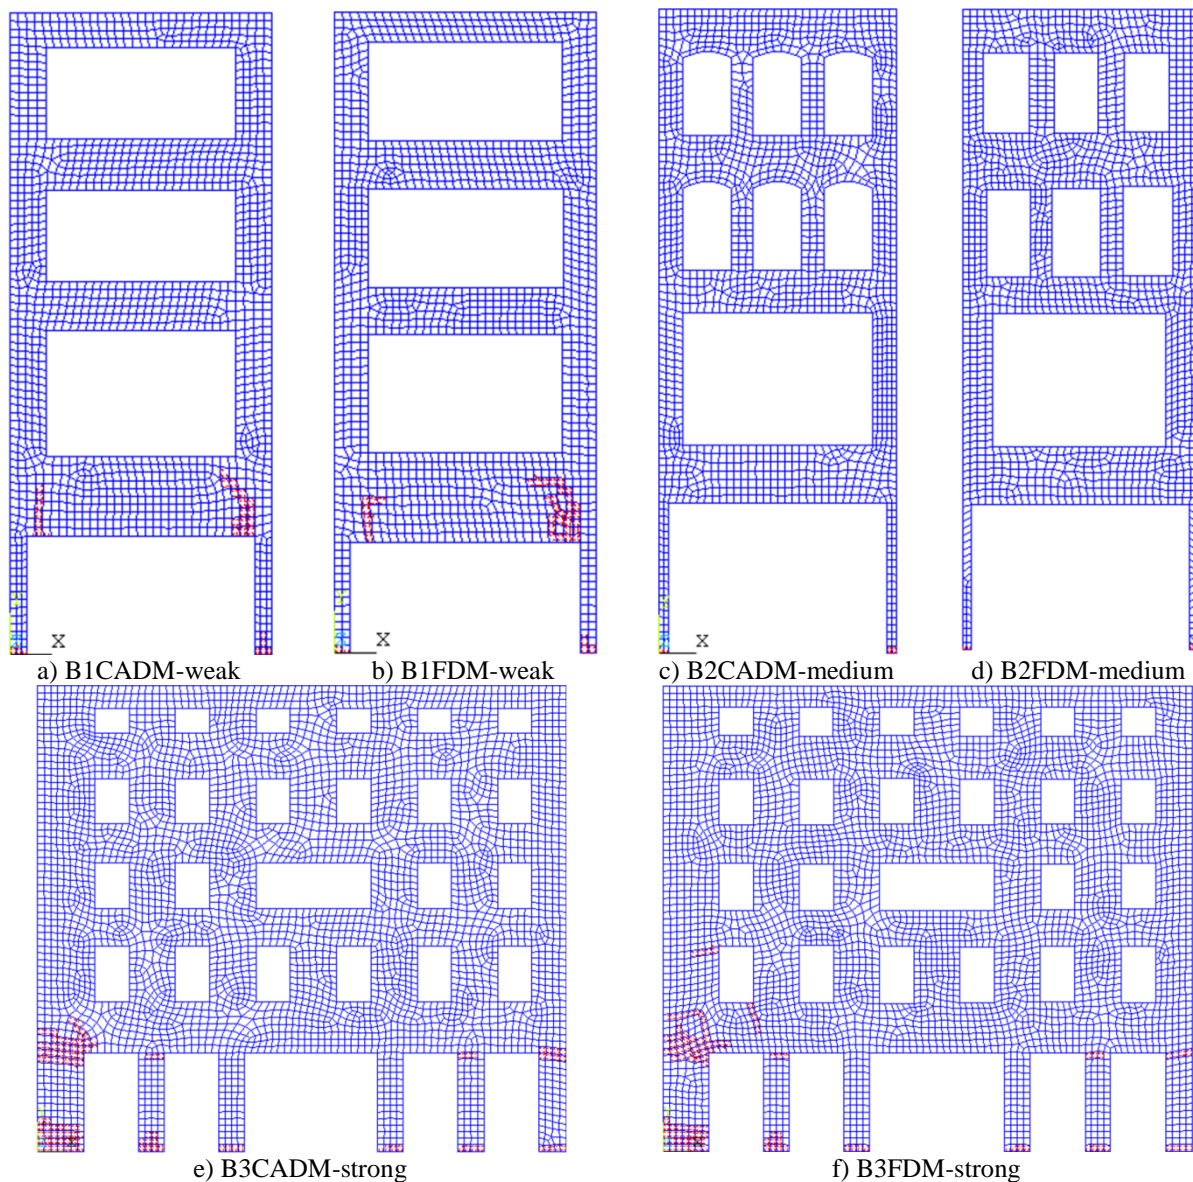 X
X
X
a) B1CADM-weak
b) B1FDM-weak
c) B2CADM-medium
d) B2FDM-medium
e) B3CADM-strong
f) B3FDM-strong